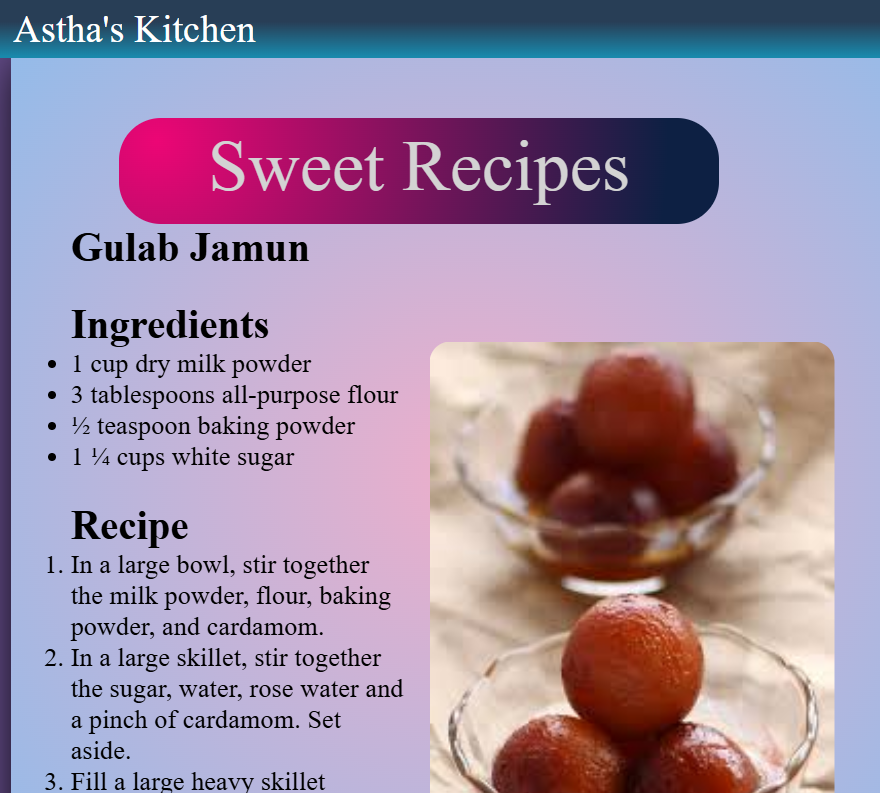 Astha's Kitchen
Sweet Recipes
Gulab Jamun
Ingredients
• 1 cup dry milk powder
• 3 tablespoons all-purpose flour
• ½ teaspoon baking powder
• 1 ¼ cups white sugar
Recipe
1. In a large bowl, stir together
the milk powder, flour, baking
powder, and cardamom.
2. In a large skillet, stir together
the sugar, water, rose water and
a pinch of cardamom. Set
aside.
3. Fill a large heavy skillet